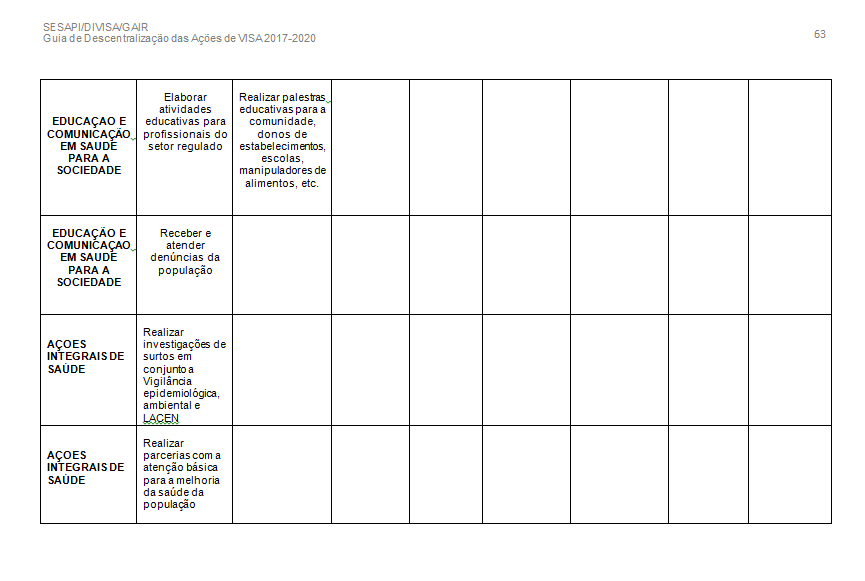 SESAPI/DIVISA/GAIR
Guia de Descentralização das Ações de VISA 2017-2020
63
EDUCAÇAO E
COMUNICAÇÃO
EM SAUDE
PARA A
SOCIEDADE
Elaborar
atividades
educativas para
profissionais do
setor regulado
Realizar palestras
educativas para a
comunidade,
donos de
estabelecimentos,
escolas,
manipuladores de
alimentos, etc.
EDUCAÇÃO E
COMUNICAÇAO
EM SAUDE
PARA A
SOCIEDADE
Receber e
atender
denúncias da
população
AÇOES
INTEGRAIS DE
SAÚDE
Realizar
investigações de
surtos em
conjunto a
Vigilância
epidemiológica,
ambiental e
LACEN
AÇOES
INTEGRAIS DE
SAÚDE
Realizar
parcerias com a
atenção básica
para a melhoria
da saúde da
população